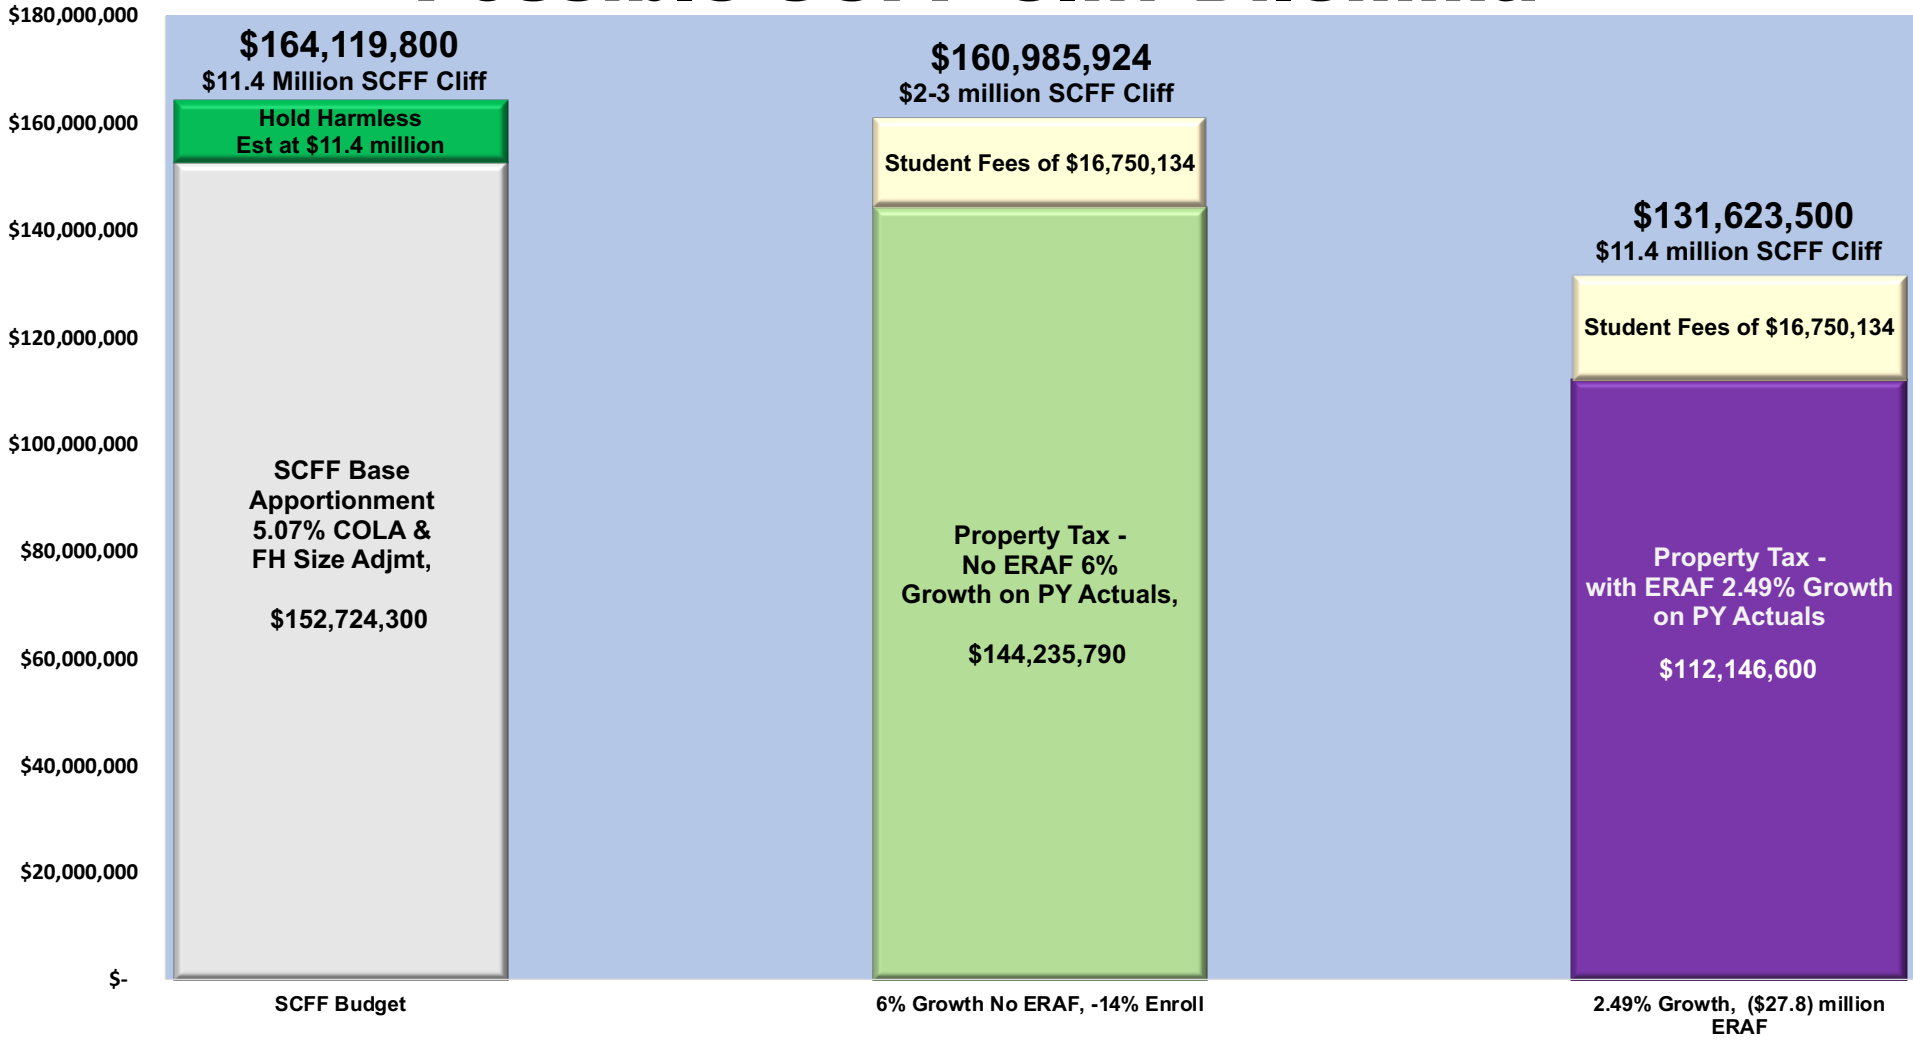 $180,000,000
$160,000,000
$140,000,000
$120,000,000
$100,000,000
$80,000,000
$60,000,000
$40,000,000
$20,000,000
$-
$164,119,800
$11.4 Million SCFF Cliff
Hold Harmless
Est at $11.4 million
SCFF Base
Apportionment
5.07% COLA &
FH Size Adjmt,
$152,724,300
SCFF Budget
$160,985,924
$2-3 million SCFF Cliff
Student Fees of $16,750,134
Property Tax -
No ERAF 6%
Growth on PY Actuals,
$144,235,790
6% Growth No ERAF, -14% Enroll
$131,623,500
$11.4 million SCFF Cliff
Student Fees of $16,750,134
Property Tax -
with ERAF 2.49% Growth
on PY Actuals
$112,146,600
2.49% Growth, ($27.8) million
ERAF